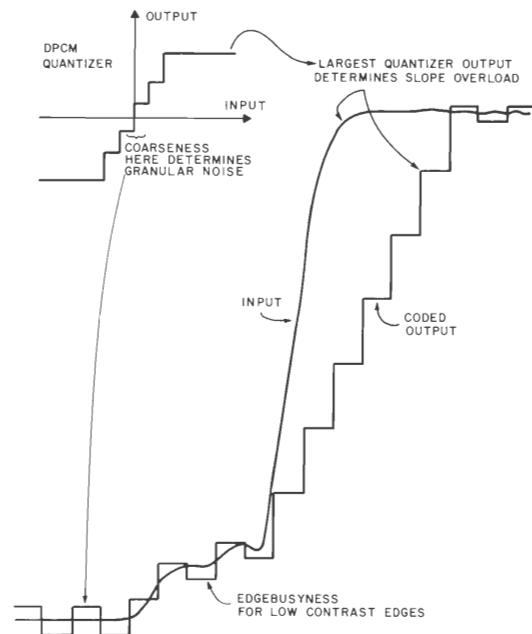 OUTPUT
DPCM
QUANTIZER
LARGEST QUANTIZER OUTPUT
DETERMINES SLOPE OVERLOAD
INPUT
COARSENESS
HERE DETERMINES
GRANULAR NOISE
INPUT
CODED
OUTPUT
EDGEBUSYNESS
FOR LOW CONTRAST EDGES